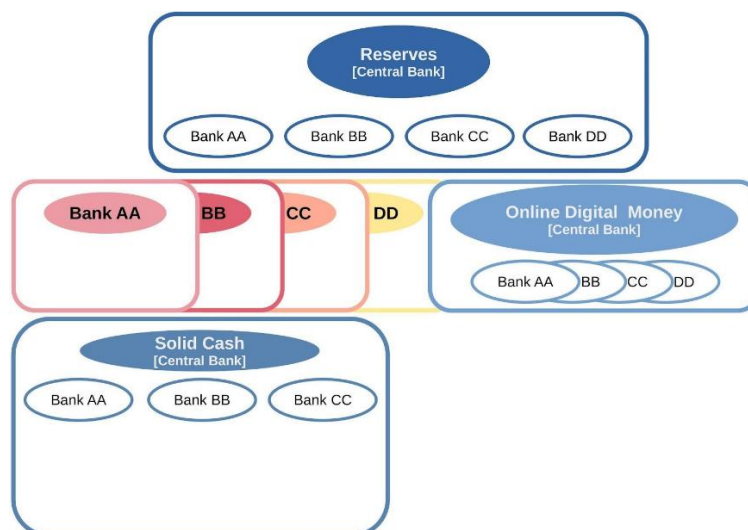 Reserves
[Central Bank]
Bank AA
Bank BB
Bank CC
Bank DD
Bank AA
BB
CC
DD
Online Digital Money
[Central Bank]
Bank AA
BB
CC
DD
Solid Cash
[Central Bank]
Bank AA
Bank BB
Bank CC